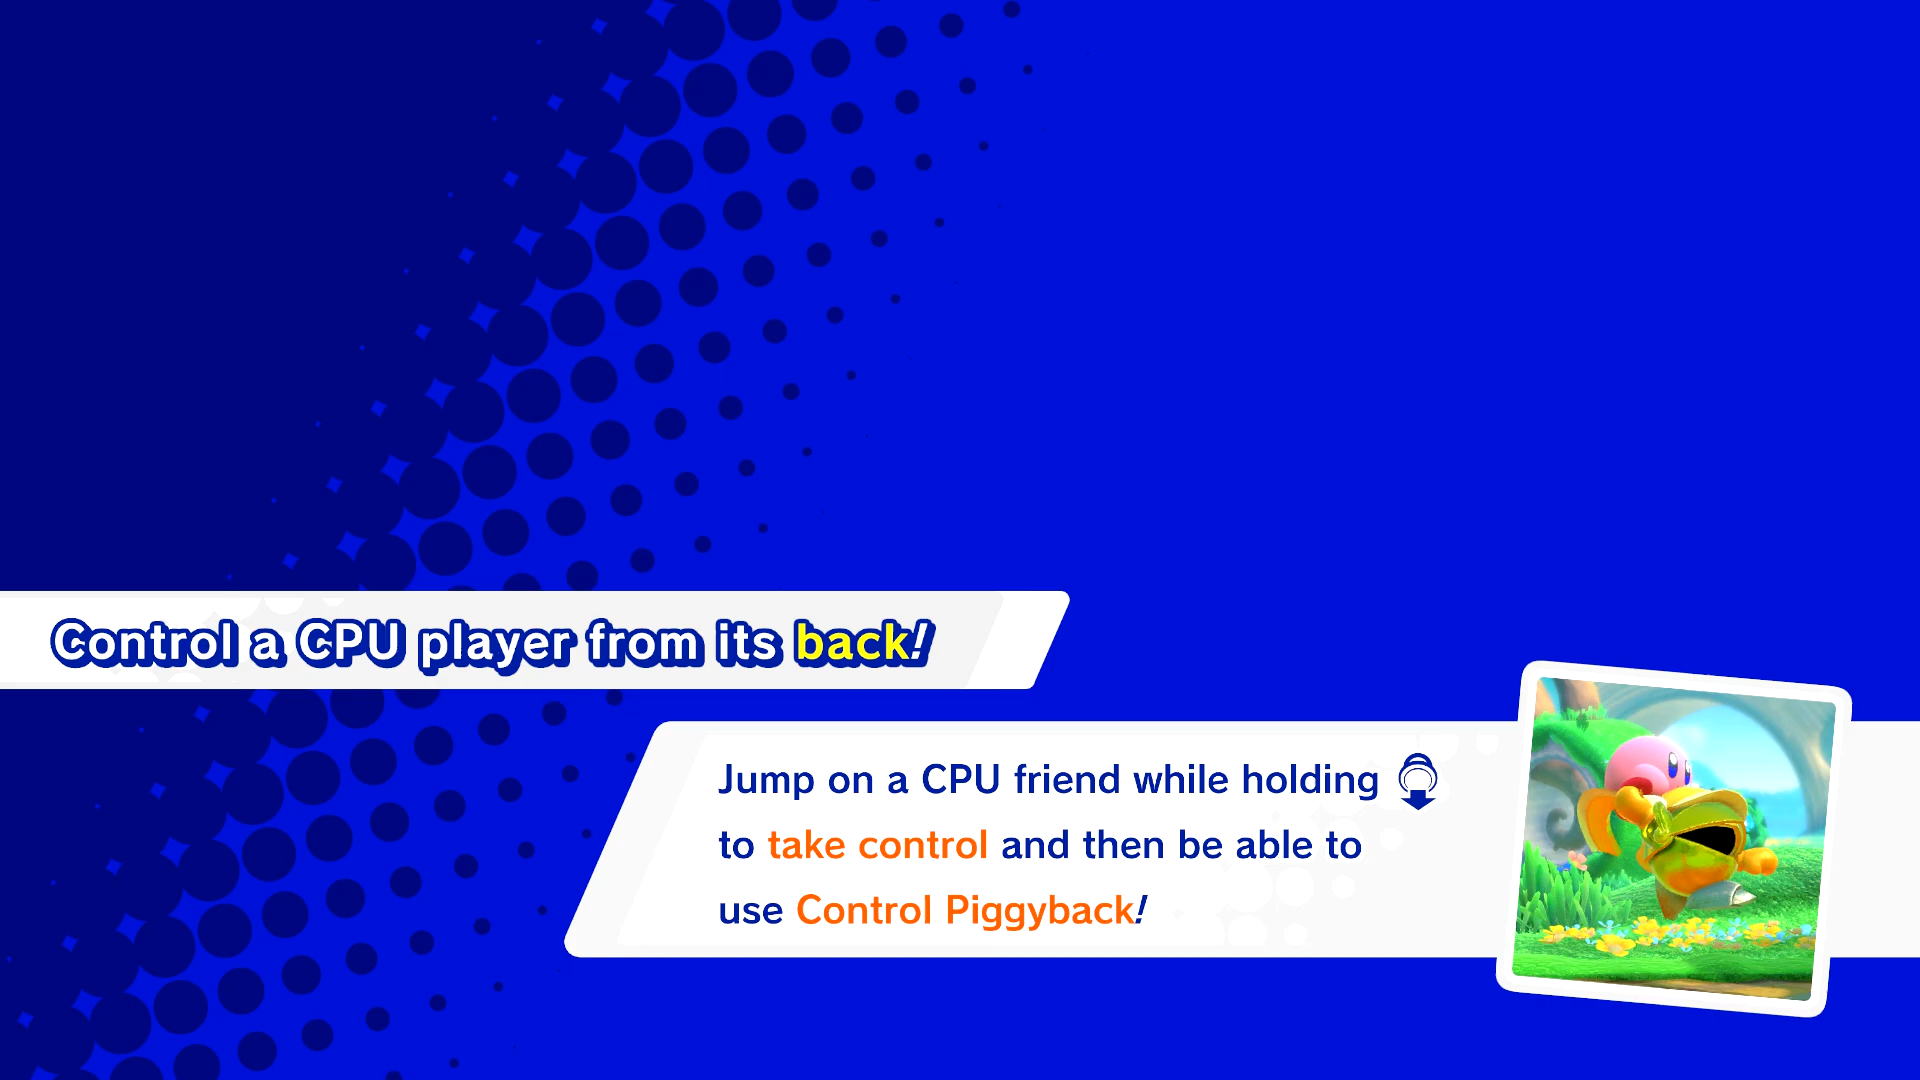 Control a CPU player from its back!
Jump on a CPU friend while holding
to take control and then be able to
use Control Piggyback!